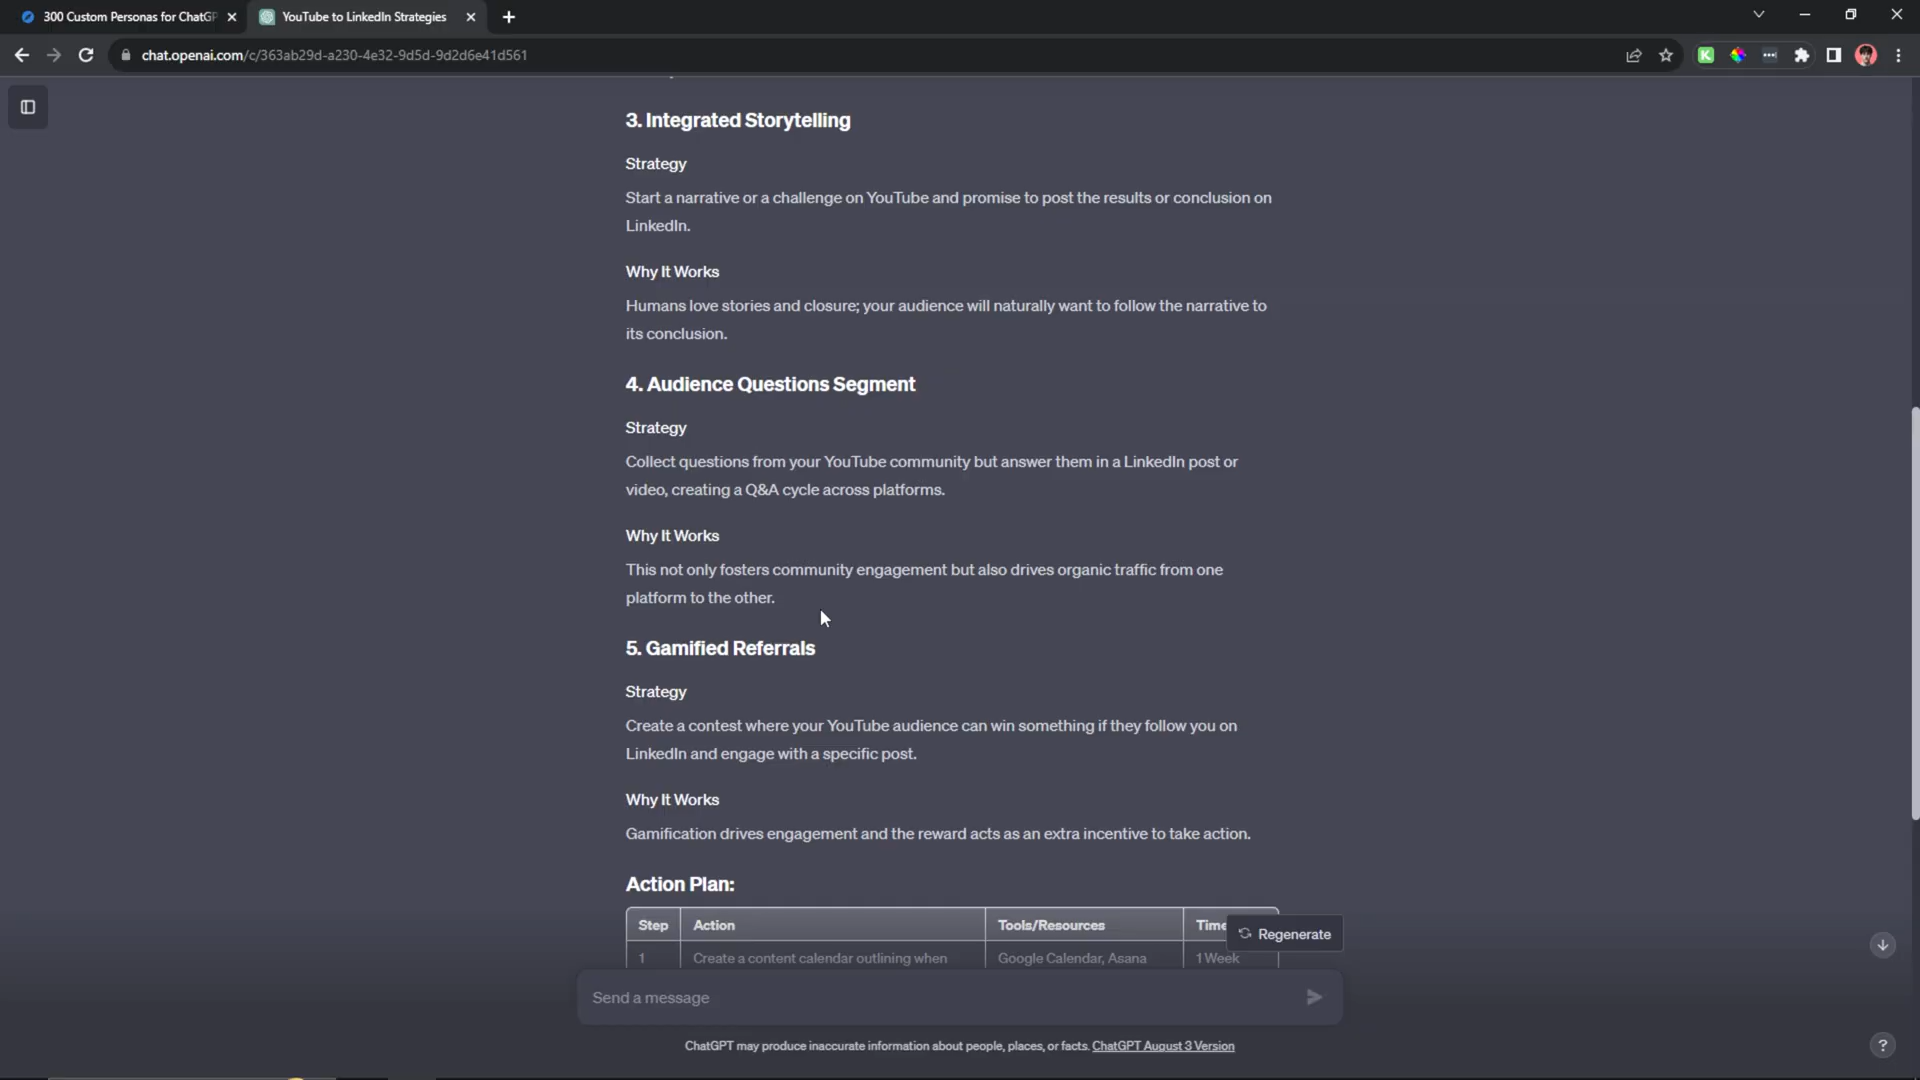 300 Custom Personas for ChatGP
YouTube to LinkedIn Strategies
chat.openai.com/c/363ab29d-a230-4e32-9d5d-9d2d6e41d561
3. Integrated Storytelling
Strategy
Start a narrative or a challenge on YouTube and promise to post the results or conclusion on
LinkedIn.
Why It Works
Humans love stories and closure; your audience will naturally want to follow the narrative to
its conclusion.
4. Audience Questions Segment
Strategy
Collect questions from your YouTube community but answer them in a LinkedIn post or
video, creating a Q&A cycle across platforms.
Why It Works
This not only fosters community engagement but also drives organic traffic from one
platform to the other.
5. Gamified Referrals
Strategy
Create a contest where your YouTube audience can win something if they follow you on
LinkedIn and engage with a specific post.
Why It Works
Gamification drives engagement and the reward acts as an extra incentive to take action.
Action Plan:
Step Action Tools/Resources Time
Regenerate
1 Create a content calendar outlining when Google Calendar, Asana 1 Week
Send a message
ChatGPT may produce inaccurate information about people, places, or facts. ChatGPT August 3 Version
?